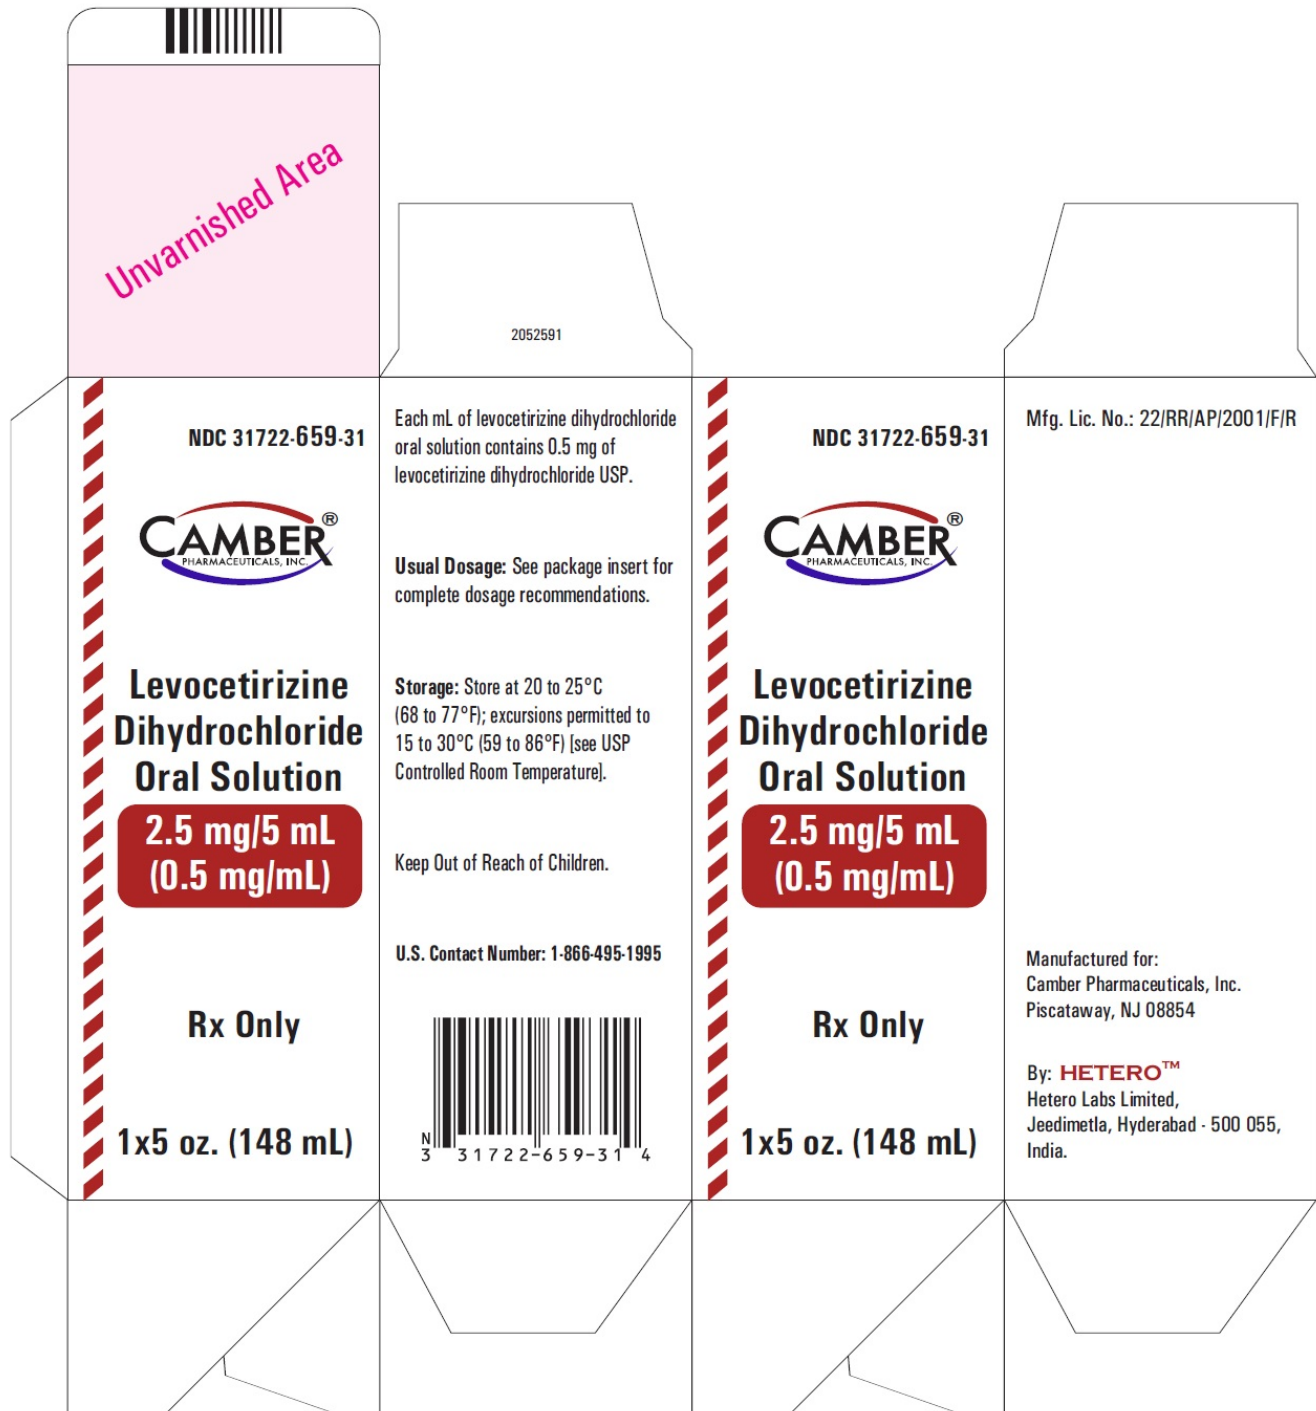 Unvarnished Area
2052591
NDC 31722-659-31
CAMBER®
PHARMACEUTICALS, INC.
Levocetirizine
Dihydrochloride
Oral Solution
2.5 mg/5 mL
(0.5 mg/mL)
Rx Only
1x5 oz. (148 mL)
Each mL of levocetirizine dihydrochloride
oral solution contains 0.5 mg of
levocetirizine dihydrochloride USP.
Usual Dosage: See package insert for
complete dosage recommendations.
Storage: Store at 20 to 25°C
(68 to 77°F); excursions permitted to
15 to 30°C (59 to 86°F) [see USP
Controlled Room Temperature].
Keep Out of Reach of Children.
U.S. Contact Number: 1-866-495-1995
N
3 31722-659-31 4
NDC 31722-659-31
CAMBER®
PHARMACEUTICALS, INC.
Levocetirizine
Dihydrochloride
Oral Solution
2.5 mg/5 mL
(0.5 mg/mL)
Rx Only
1x5 oz. (148 mL)
Mfg. Lic. No.: 22/RR/AP/2001/F/R
Manufactured for:
Camber Pharmaceuticals, Inc.
Piscataway, NJ 08854
By: HETERO™
Hetero Labs Limited,
Jeedimetla, Hyderabad - 500 055,
India.